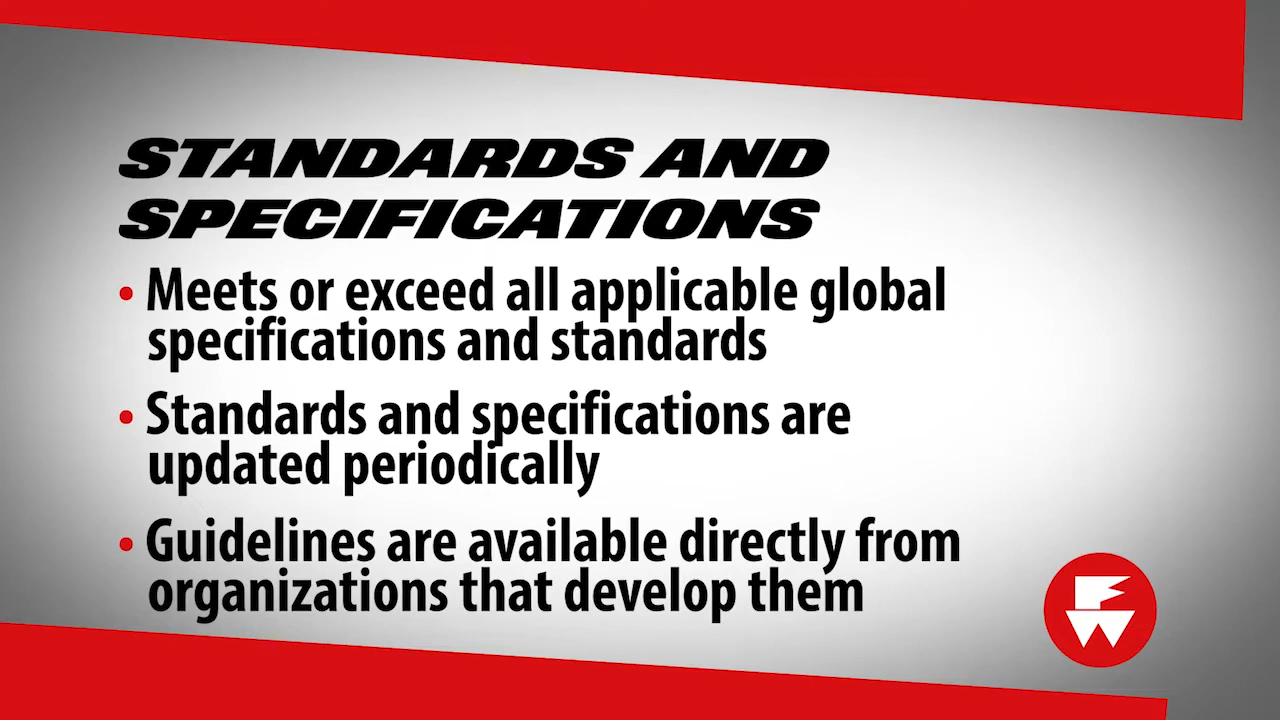 STANDARDS AND
SPECIFICATIONS
• Meets or exceed all applicable global
specifications and standards
• Standards and specifications are
updated periodically
• Guidelines are available directly from
organizations that develop them